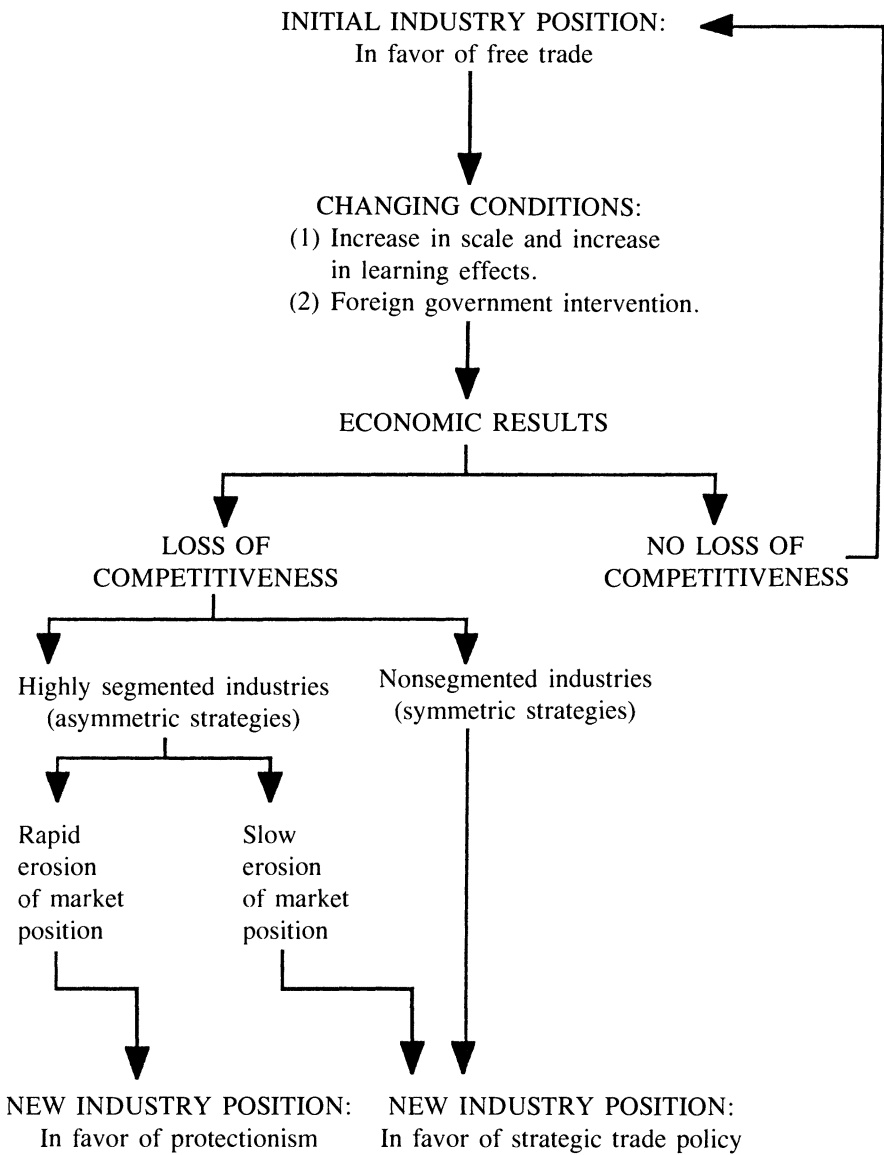 INITIAL INDUSTRY POSITION:
In favor of free trade
CHANGING CONDITIONS:
(1) Increase in scale and increase
in learning effects.
(2) Foreign government intervention.
ECONOMIC RESULTS
LOSS OF
COMPETITIVENESS
NO LOSS OF
COMPETITIVENESS
Highly segmented industries
(asymmetric strategies)
Nonsegmented industries
(symmetric strategies)
Rapid
erosion
of market
position
Slow
erosion
of market
position
NEW INDUSTRY POSITION:
In favor of protectionism
NEW INDUSTRY POSITION:
In favor of strategic trade policy